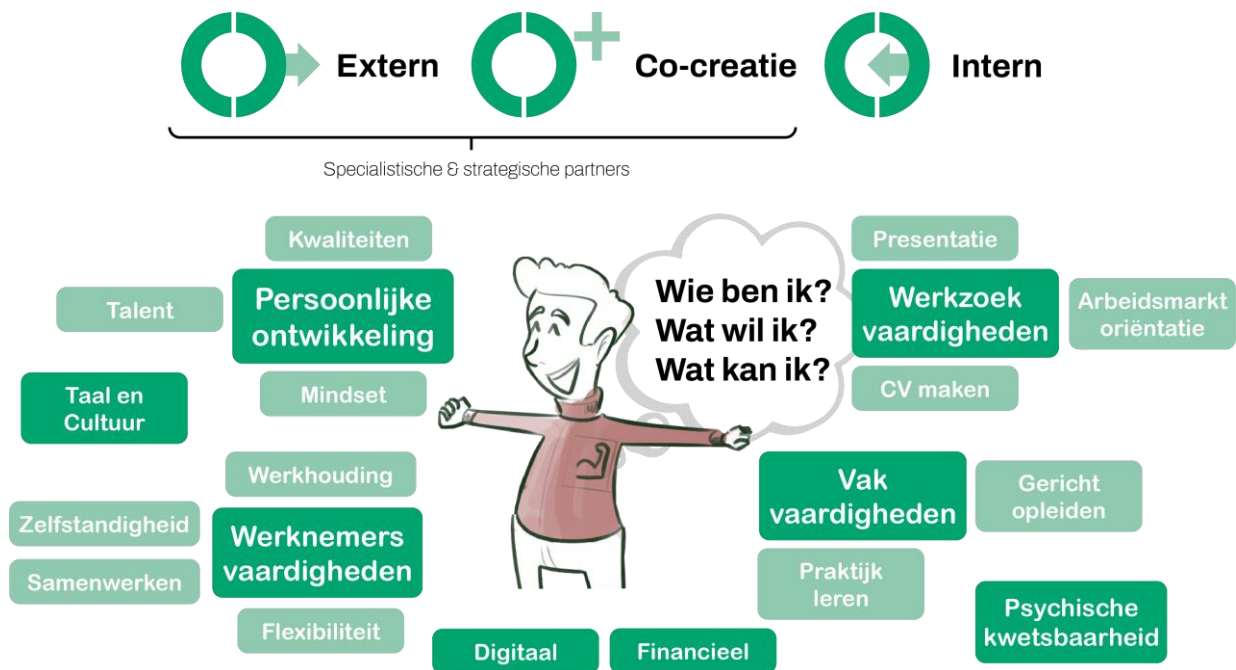 Extern
Co-creatie
Intern
Specialistische & strategische partners
Kwaliteiten
Talent
Persoonlijke
ontwikkeling
Mindset
Taal en
Cultuur
Wie ben ik?
Wat wil ik?
Wat kan ik?
Presentatie
Werkzoek
vaardigheden
Arbeidsmarkt
oriëntatie
CV maken
Werkhouding
Zelfstandigheid
Werknemers
vaardigheden
Samenwerken
Flexibiliteit
Vak
vaardigheden
Gericht
opleiden
Praktijk
leren
Psychische
kwetsbaarheid
Digitaal
Financieel